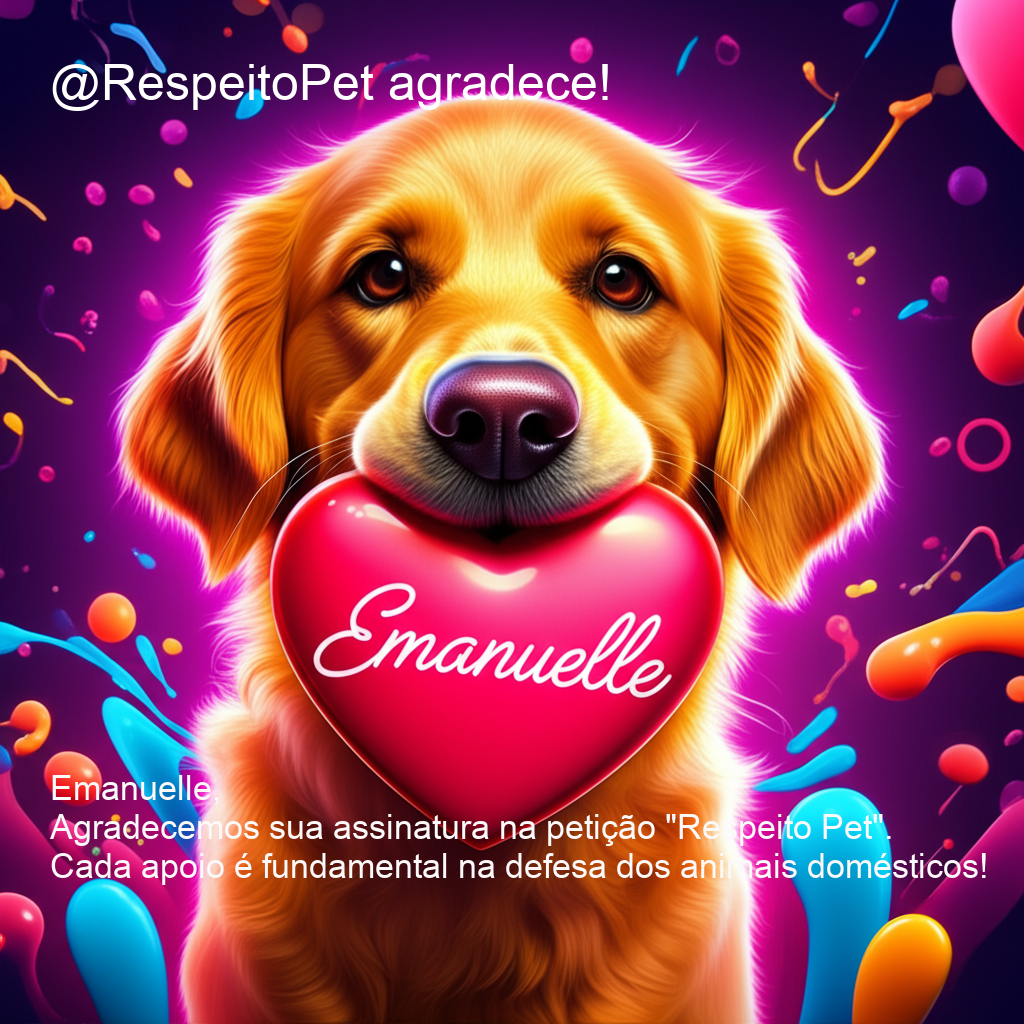 @RespeitoPet agradece!
Emanuelle
Emanuelle,
Agradecemos sua assinatura na petição "Respeito Pet".
Cada apoio é fundamental na defesa dos animais domésticos!